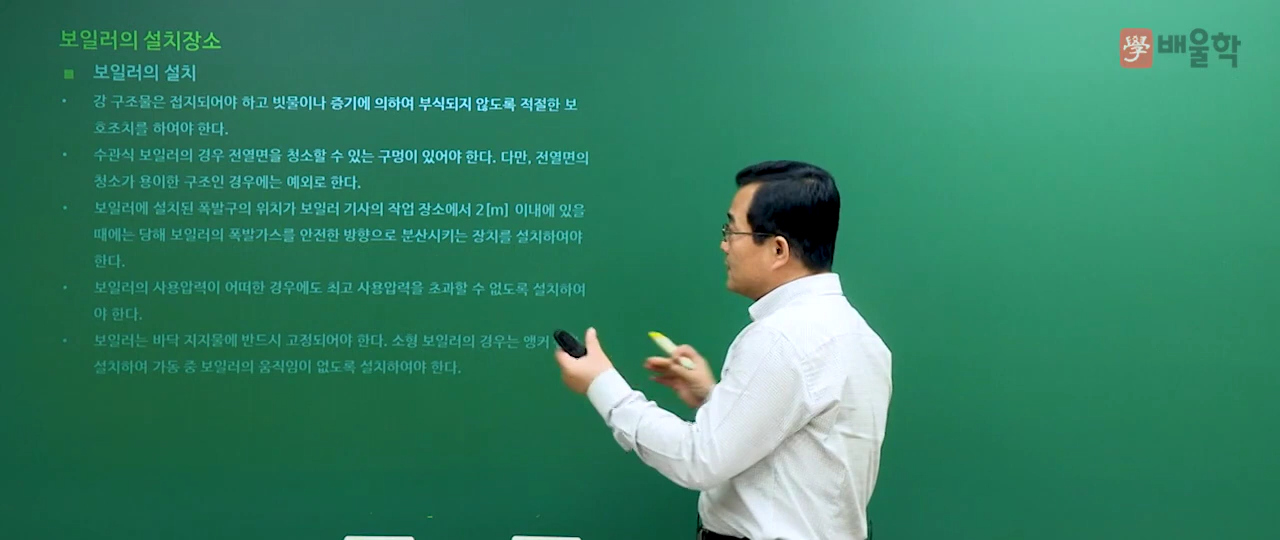 보일러의 설치장소
學 배울학
■ 보일러의 설치
• 강 구조물은 접지되어야 하고 빗물이나 증기에 의하여 부식되지 않도록 적절한 보
호조치를 하여야 한다.
• 수관식 보일러의 경우 전열면을 청소할 수 있는 구멍이 있어야 한다. 다만, 전열면의
청소가 용이한 구조인 경우에는 예외로 한다.
• 보일러에 설치된 폭발구의 위치가 보일러 기사의 작업 장소에서 2[m] 이내에 있을
때에는 당해 보일러의 폭발가스를 안전한 방향으로 분산시키는 장치를 설치하여야
한다.
• 보일러의 사용압력이 어떠한 경우에도 최고 사용압력을 초과할 수 없도록 설치하여
야 한다.
• 보일러는 바닥 지지물에 반드시 고정되어야 한다. 소형 보일러의 경우는 앵커
설치하여 가동 중 보일러의 움직임이 없도록 설치하여야 한다.